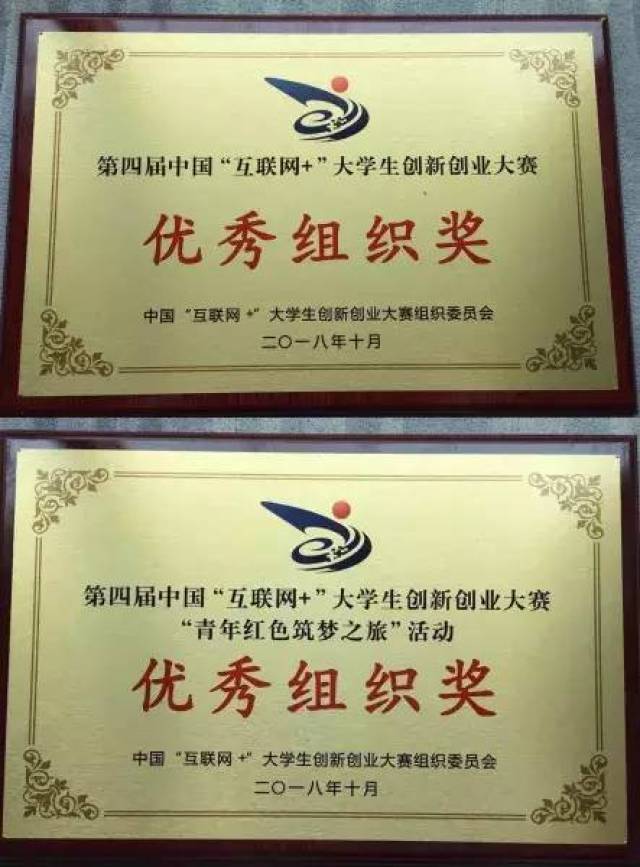 第四届中国“互联网+”大学生创新创业大赛
优秀组织奖
中国“互联网+”大学生创新创业大赛组织委员会
二〇一八年十月
第四届中国“互联网+”大学生创新创业大赛
“青年红色筑梦之旅”活动
优秀组织奖
中国“互联网+”大学生创新创业大赛组织委员会
二〇一八年十月